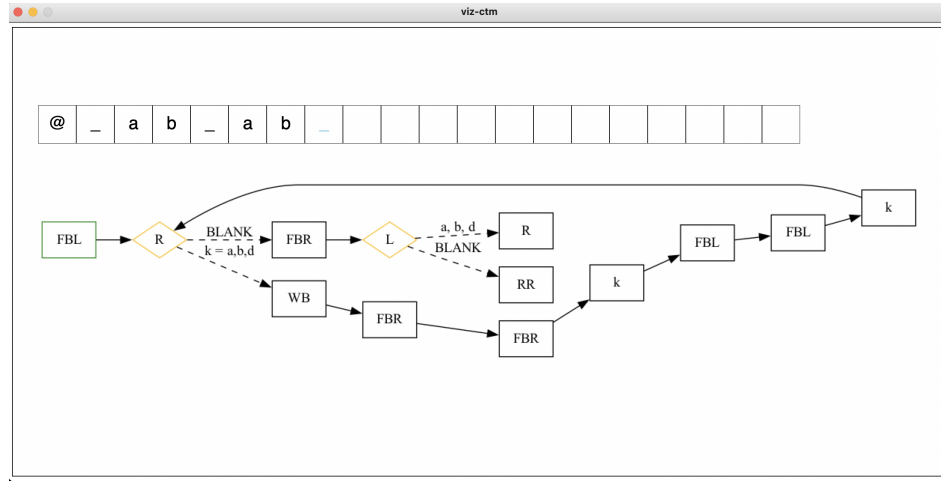 viz-ctm
@ _ a b _ a b _
k
FBL R BLANK FBR L a, b, d R
k = a,b,d
BLANK
FBL
FBL
WB
RR
k
FBR
FBR